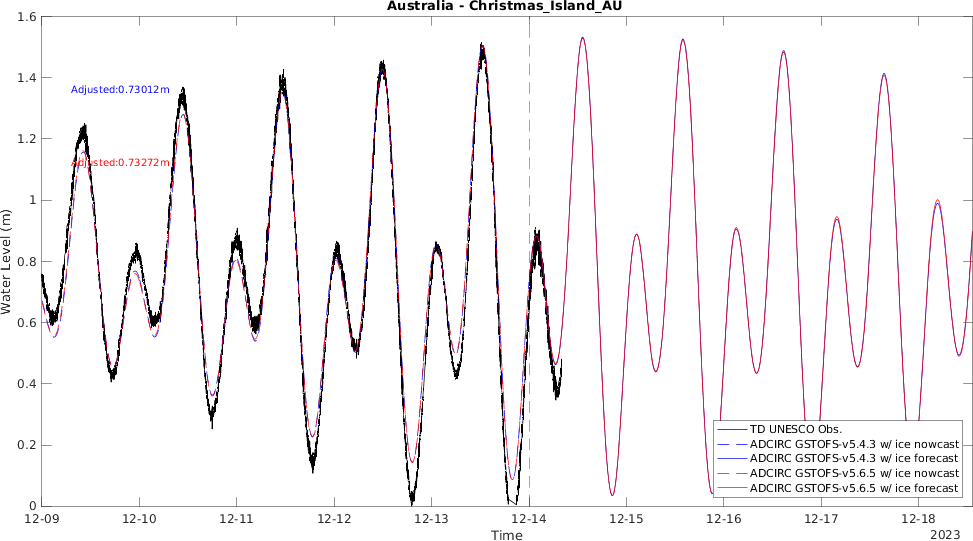 Australia - Christmas_Island_AU
1.6
1.4
1.2
1
0.8
0.6
0.4
0.2
0
Water Level (m)
Adjusted:0.73012m
Adjusted:0.73272m
TD UNESCO Obs.
ADCIRC GSTOFS-v5.4.3 w/ ice nowcast
ADCIRC GSTOFS-v5.4.3 w/ ice forecast
ADCIRC GSTOFS-v5.6.5 w/ ice nowcast
ADCIRC GSTOFS-v5.6.5 w/ ice forecast
12-09 12-10 12-11 12-12 12-13 12-14 12-15 12-16 12-17 12-18
Time
2023